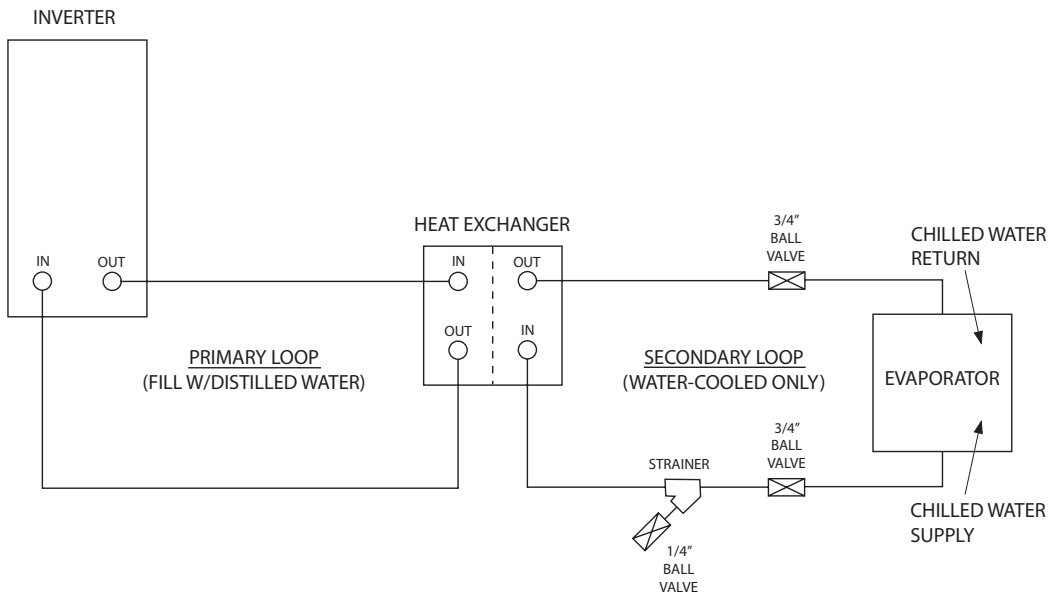 INVERTER
IN
OUT
HEAT EXCHANGER
IN
OUT
OUT
IN
PRIMARY LOOP
(FILL W/DISTILLED WATER)
3/4”
BALL
VALVE
CHILLED WATER
RETURN
SECONDARY LOOP
(WATER-COOLED ONLY)
EVAPORATOR
3/4”
BALL
VALVE
STRAINER
1/4”
BALL
VALVE
CHILLED WATER
SUPPLY